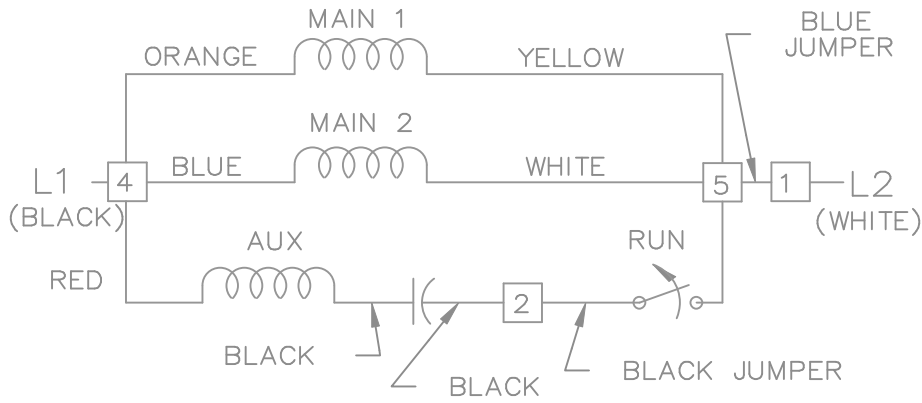 MAIN 1
BLUE
JUMPER
ORANGE
YELLOW
MAIN 2
BLUE
WHITE
L1
4
5
1
L2
(BLACK)
(WHITE)
AUX
RUN
RED
2
BLACK
BLACK
BLACK JUMPER